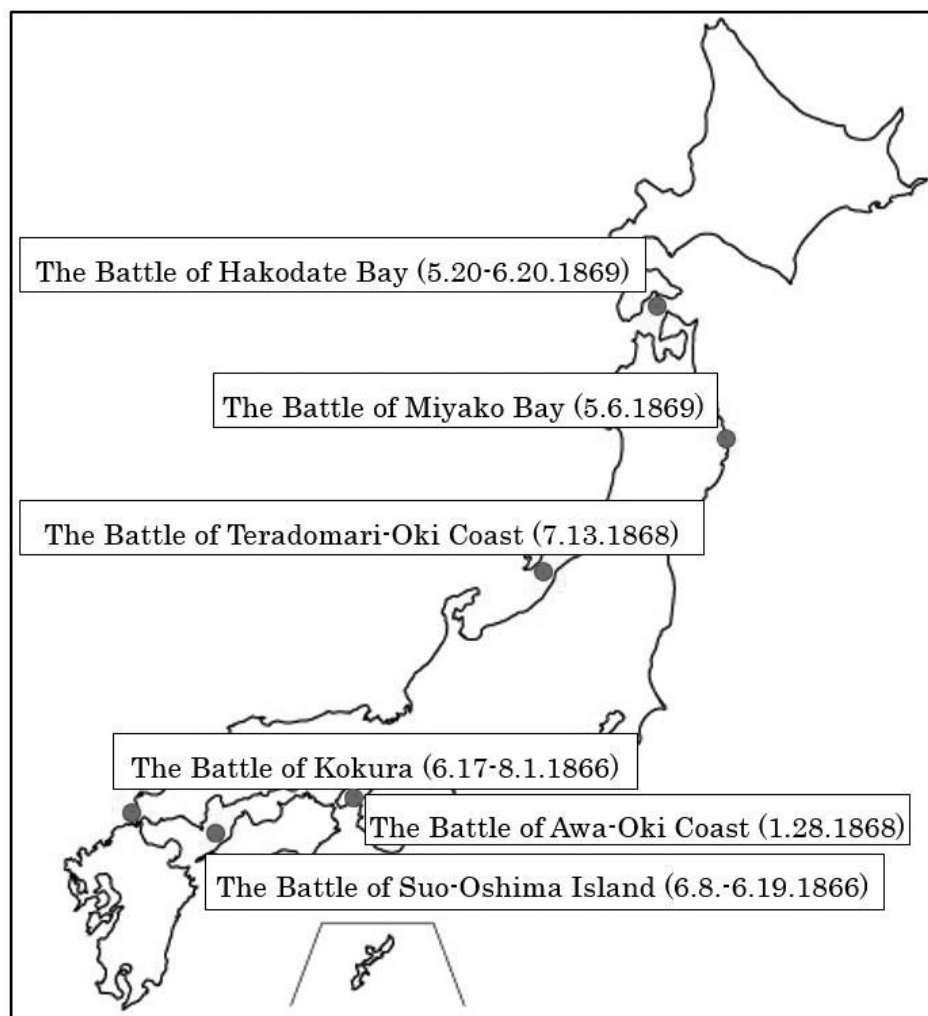 The Battle of Hakodate Bay (5.20-6.20.1869)
The Battle of Miyako Bay (5.6.1869)
The Battle of Teradomari-Oki Coast (7.13.1868)
The Battle of Kokura (6.17-8.1.1866)
The Battle of Awa-Oki Coast (1.28.1868)
The Battle of Suo-Oshima Island (6.8.-6.19.1866)